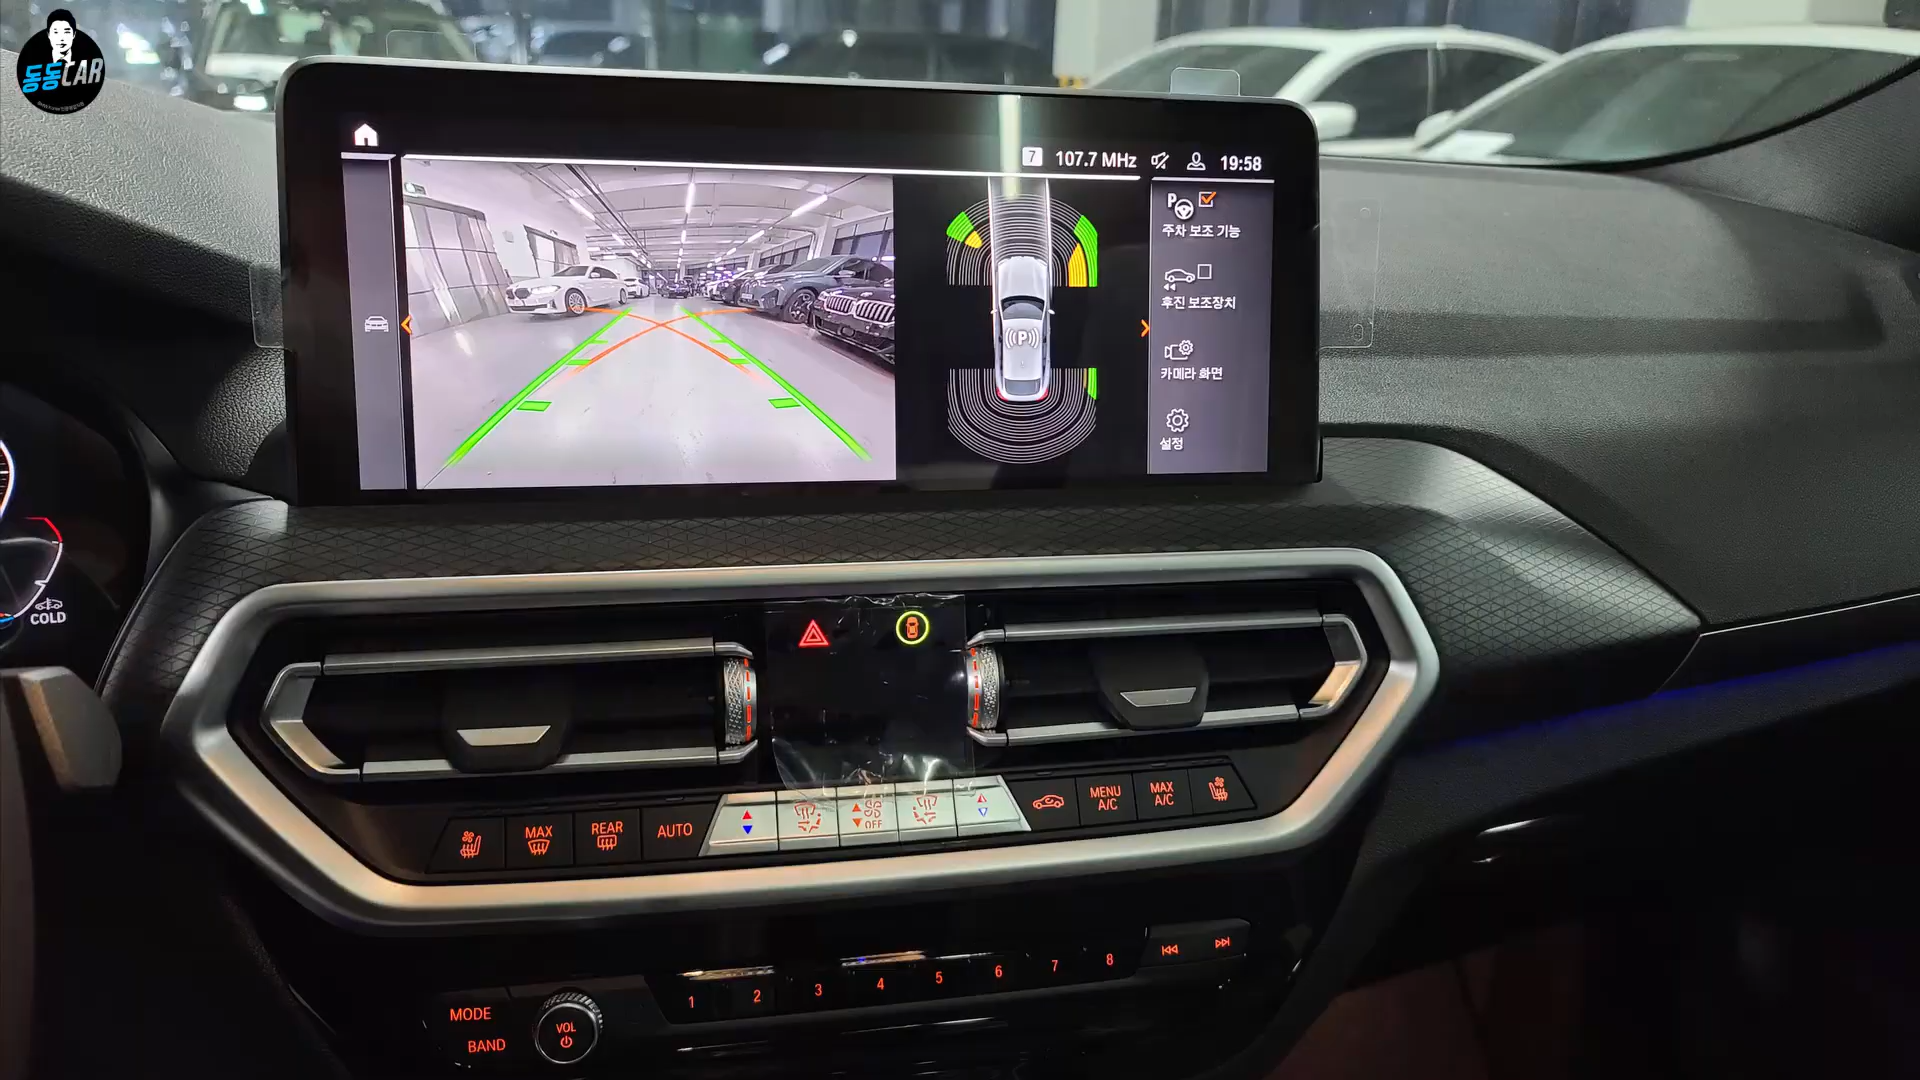 동동CAR
7 107.7 MHz 19:58
P
주차 보조 기능
후진 보조장치
카메라 화면
설정
((P))
COLD
MAX
REAR
AUTO
OFF
MENU
A/C
MAX
A/C
MODE
BAND
VOL
1 2 3 4 5 6 7 8